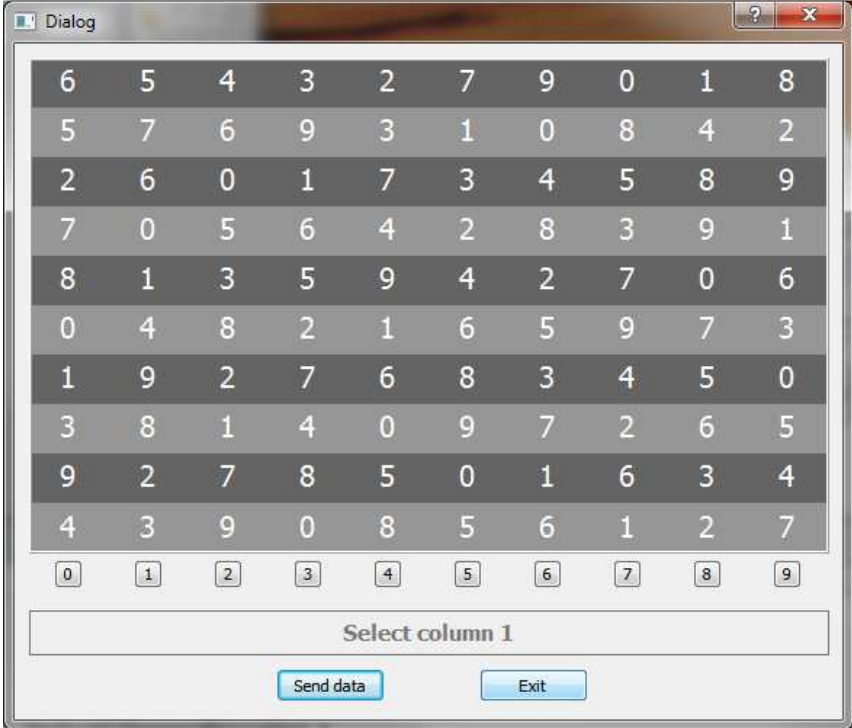 Dialog
6 5 4 3 2 7 9 0 1 8
5 7 6 9 3 1 0 8 4 2
2 6 0 1 7 3 4 5 8 9
7 0 5 6 4 2 8 3 9 1
8 1 3 5 9 4 2 7 0 6
0 4 8 2 1 6 5 9 7 3
1 9 2 7 6 8 3 4 5 0
3 8 1 4 0 9 7 2 6 5
9 2 7 8 5 0 1 6 3 4
4 3 9 0 8 5 6 1 2 7
0 1 2 3 4 5 6 7 8 9
Select column 1
Send data Exit